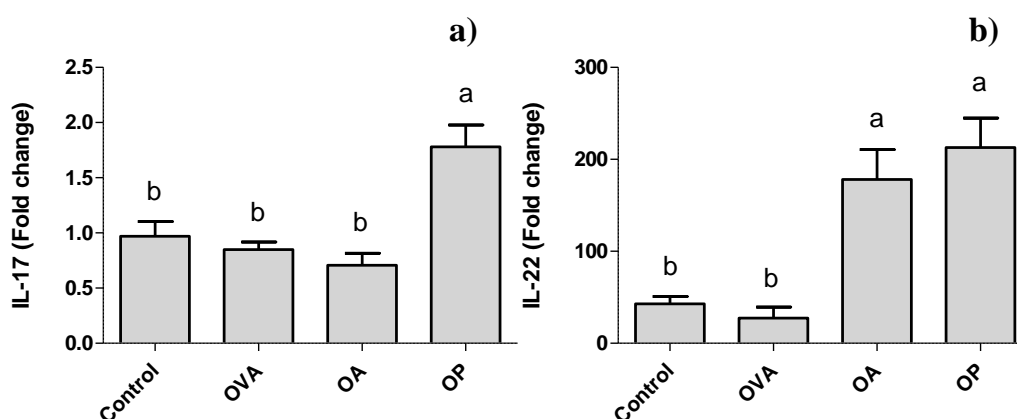 a)
IL-17 (Fold change)
2.5
2.0
1.5
1.0
0.5
0.0
b
b
b
a
Control
OVA
OA
OP
b)
IL-22 (Fold change)
300
200
100
0
b
b
a
a
Control
OVA
OA
OP